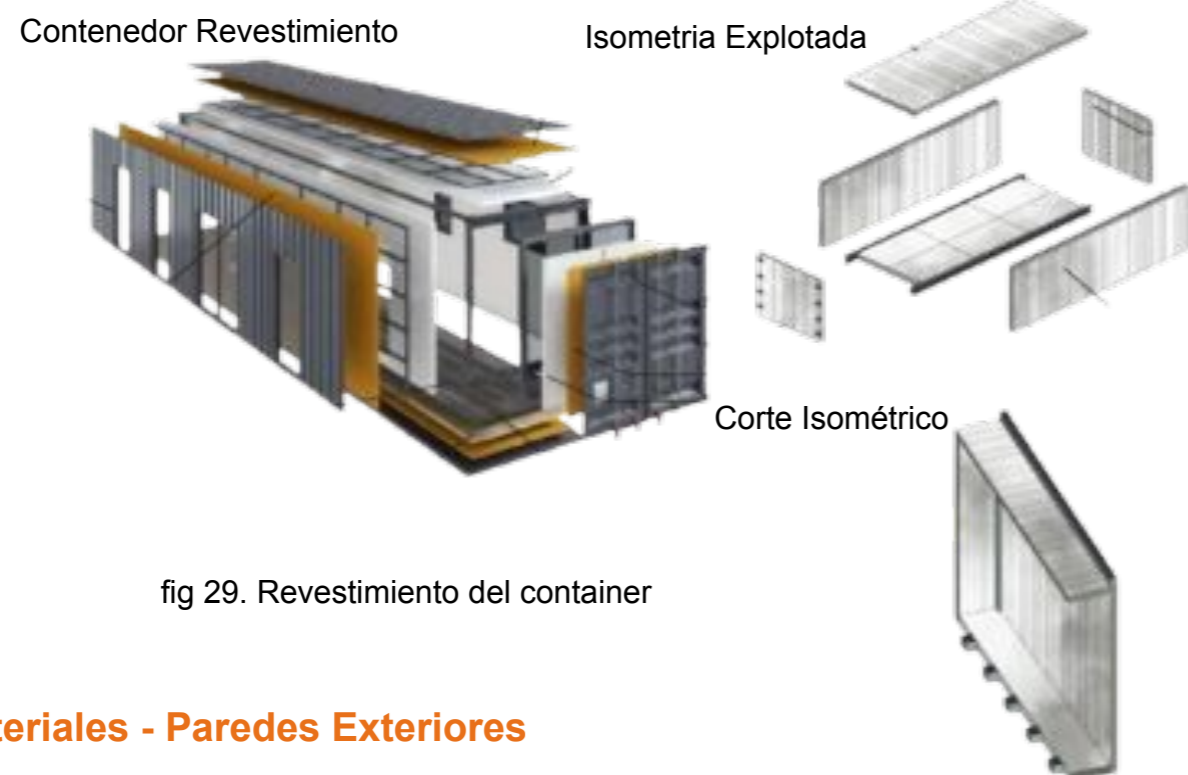 Contenedor Revestimiento
Isometria Explotada
Corte Isométrico
fig 29. Revestimiento del container
teriales - Paredes Exteriores